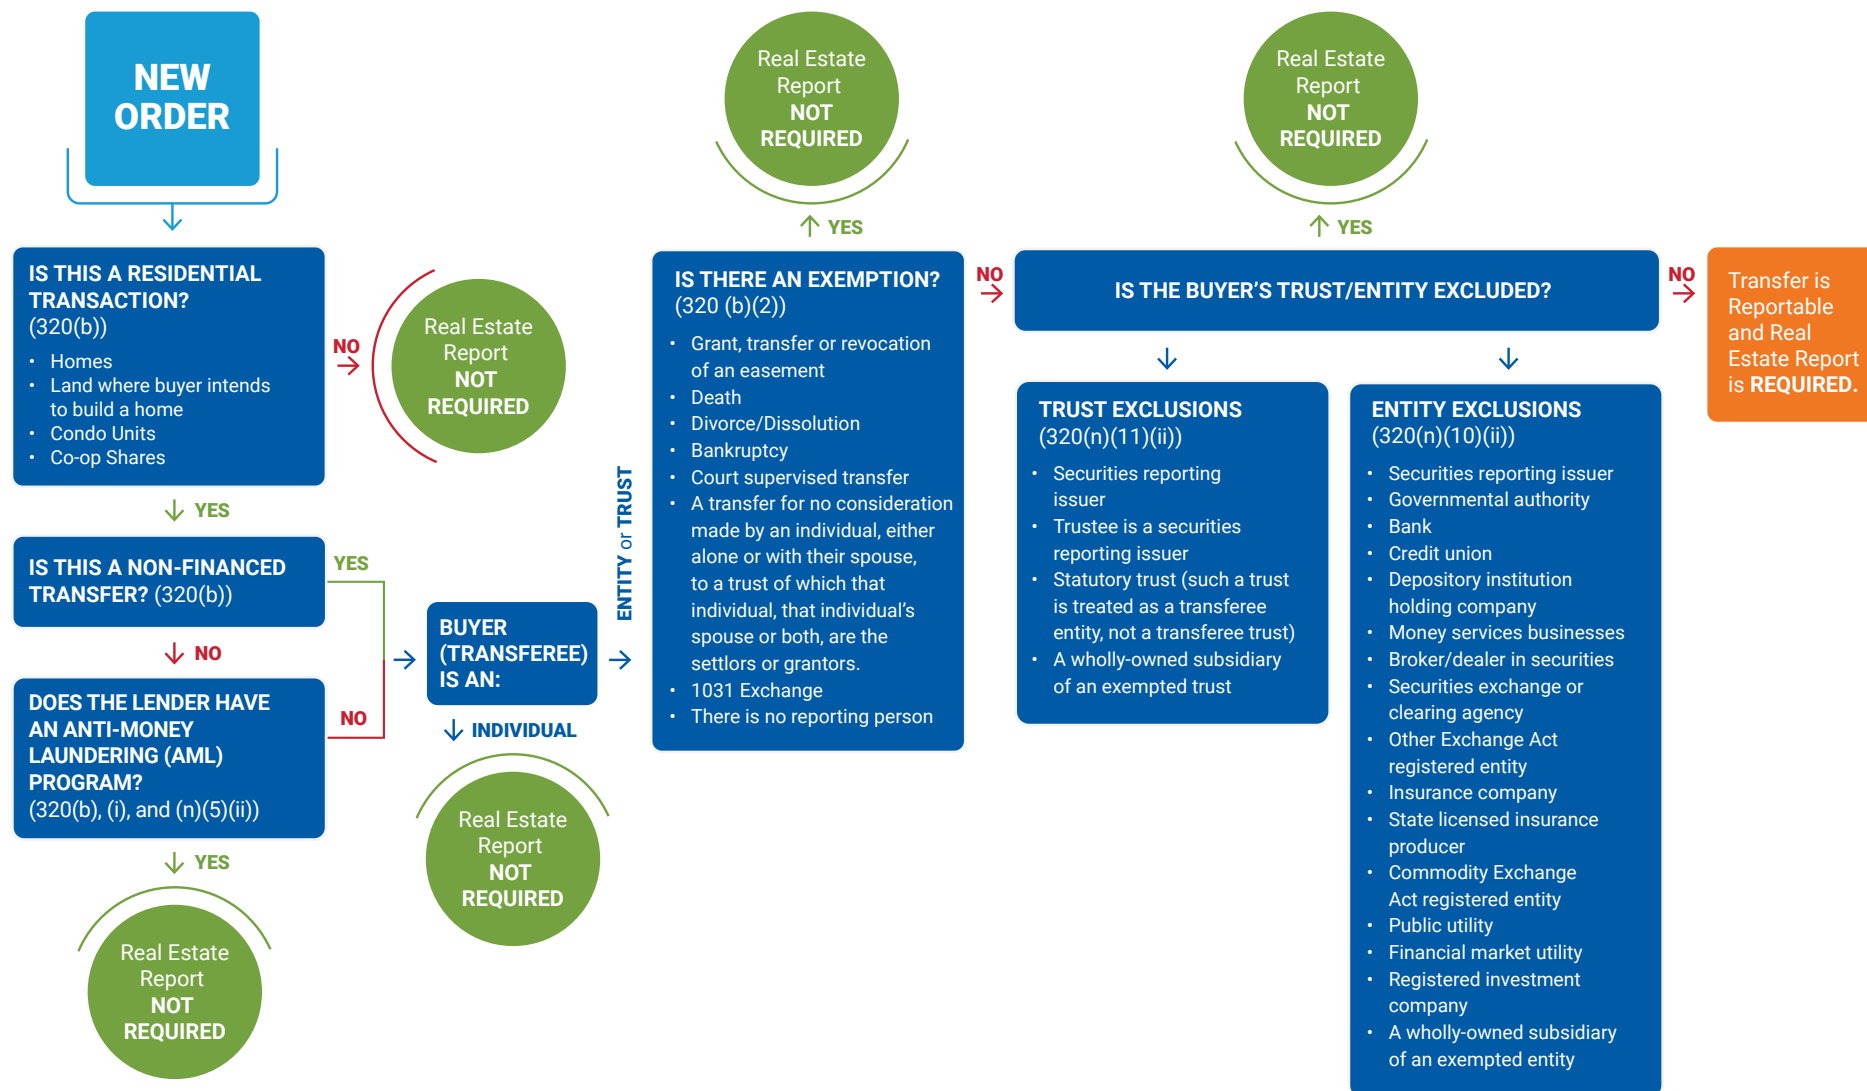 NEW
ORDER
IS THIS A RESIDENTIAL
TRANSACTION?
(320(b))
• Homes
• Land where buyer intends
to build a home
• Condo Units
• Co-op Shares
NO
Real Estate
Report
NOT
REQUIRED
YES
IS THIS A NON-FINANCED
TRANSFER? (320(b))
YES
NO
DOES THE LENDER HAVE
AN ANTI-MONEY
LAUNDERING (AML)
PROGRAM?
(320(b), (i), and (n)(5)(ii))
NO
YES
Real Estate
Report
NOT
REQUIRED
BUYER
(TRANSFEREE)
IS AN:
INDIVIDUAL
Real Estate
Report
NOT
REQUIRED
ENTITY or TRUST
IS THERE AN EXEMPTION?
(320 (b)(2))
• Grant, transfer or revocation
of an easement
• Death
• Divorce/Dissolution
• Bankruptcy
• Court supervised transfer
• A transfer for no consideration
made by an individual, either
alone or with their spouse,
to a trust of which that
individual, that individual's
spouse or both, are the
settlors or grantors.
• 1031 Exchange
• There is no reporting person
YES
Real Estate
Report
NOT
REQUIRED
NO
IS THE BUYER'S TRUST/ENTITY EXCLUDED?
YES
Real Estate
Report
NOT
REQUIRED
TRUST EXCLUSIONS
(320(n)(11)(ii))
• Securities reporting
issuer
• Trustee is a securities
reporting issuer
• Statutory trust (such a trust
is treated as a transferee
entity, not a transferee trust)
• A wholly-owned subsidiary
of an exempted trust
ENTITY EXCLUSIONS
(320(n)(10)(ii))
• Securities reporting issuer
• Governmental authority
• Bank
• Credit union
• Depository institution
holding company
• Money services businesses
• Broker/dealer in securities
• Securities exchange or
clearing agency
• Other Exchange Act
registered entity
• Insurance company
• State licensed insurance
producer
• Commodity Exchange
Act registered entity
• Public utility
• Financial market utility
• Registered investment
company
• A wholly-owned subsidiary
of an exempted entity
NO
Transfer is
Reportable
and Real
Estate Report
is REQUIRED.